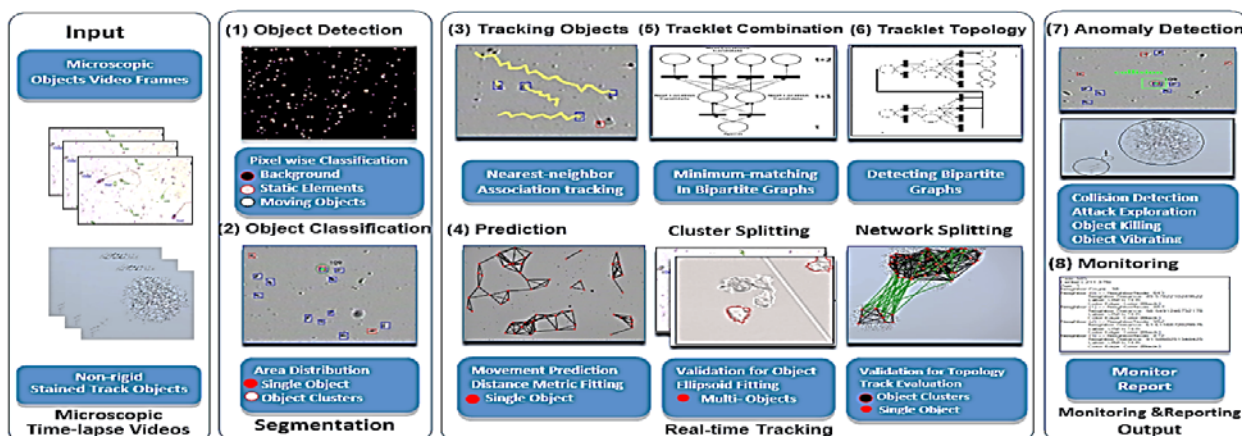 Input
Microscopic
Objects Video Frames
Non-rigid
Stained Track Objects
Microscopic
Time-lapse Videos
(1) Object Detection
Pixel wise Classification
Background
Static Elements
Moving Objects
(2) Object Classification
Area Distribution
Single Object
Object Clusters
Segmentation
(3) Tracking Objects
Nearest-neighbor
Association tracking
(5) Tracklet Combination
1+2
1+1
1
Minimum-matching
In Bipartite Graphs
(6) Tracklet Topology
Detecting Bipartite
Graphs
(4) Prediction
Movement Prediction
Distance Metric Fitting
Single Object
Cluster Splitting
Validation for Object
Ellipsoid Fitting
Multi- Objects
Network Splitting
Validation for Topology
Track Evaluation
Object Clusters
Single Object
Real-time Tracking
(7) Anomaly Detection
Collision Detection
Attack Exploration
Object Killing
Object Vibrating
(8) Monitoring
Monitor
Report
Monitoring &Reporting
Output